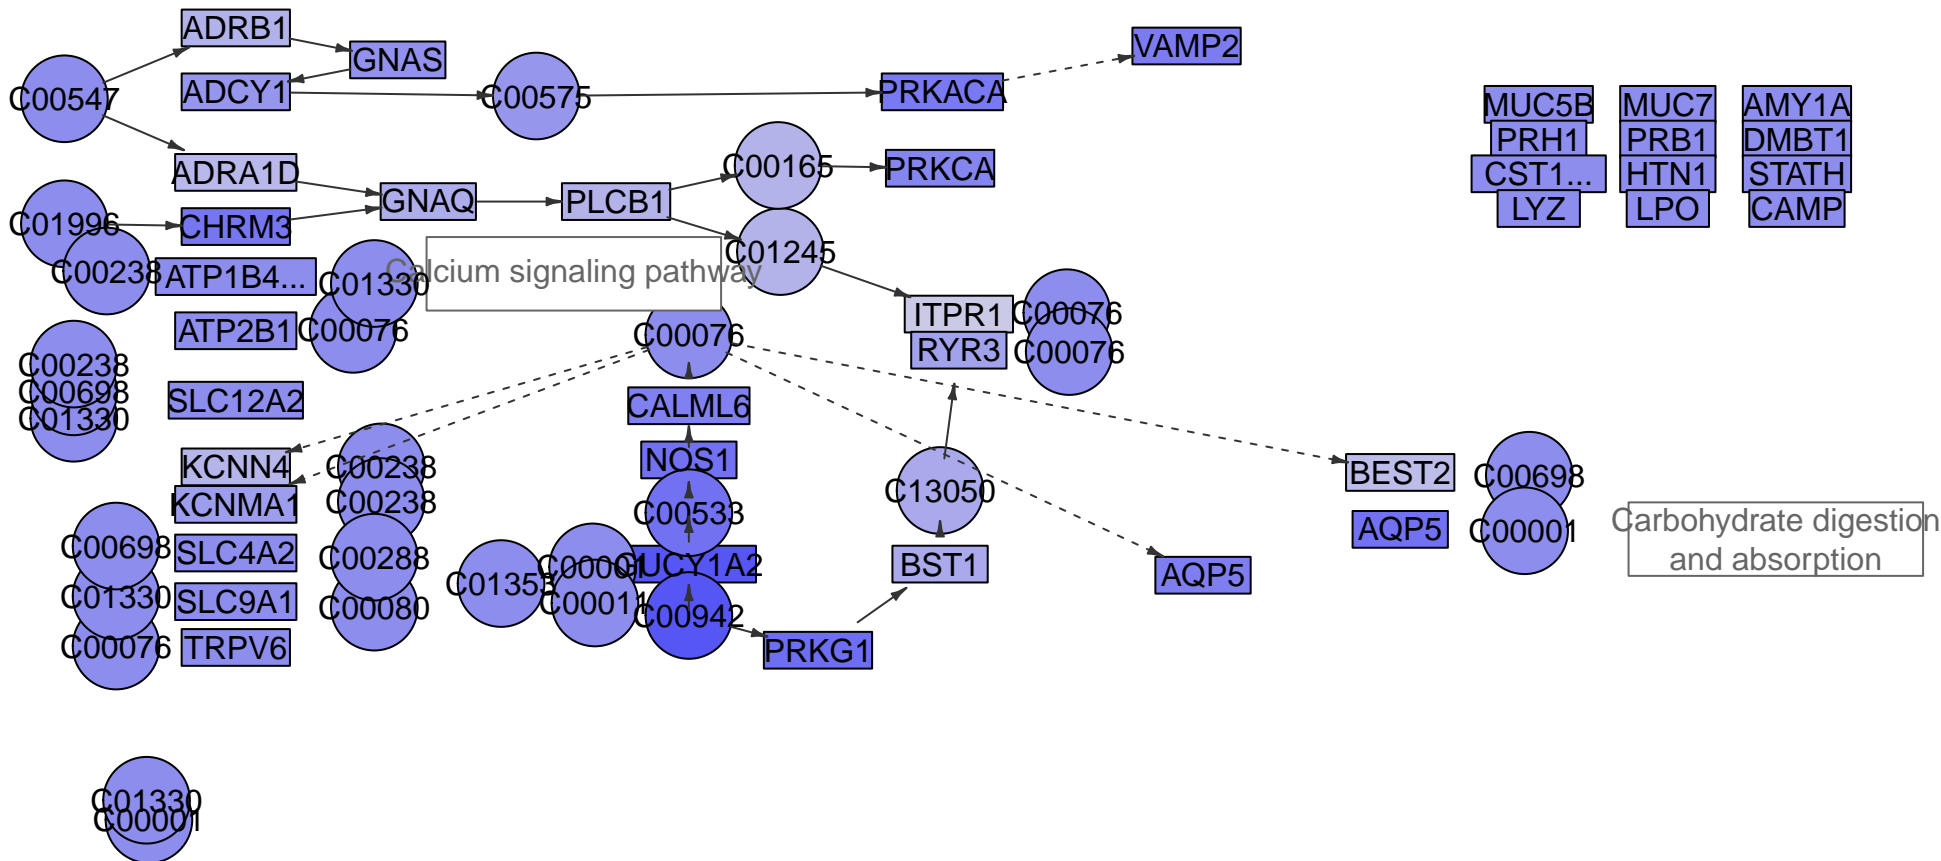 ADRB1
GNAS
VAMP2
C00547
ADCY1
C00575
PRKACA
MUC5B
MUC7
AMY1A
PRH1
PRB1
DMBT1
ADRA1D
C00165
PRKCA
CST1...
HTN1
STATH
GNAQ
PLCB1
LYZ
LPO
CAMP
C01996
CHRM3
C01245
C00238
ATP1B4...
C01330
Calcium signaling pathway
ITPR1
C00076
ATP2B1
C00076
C00076
RYR3
C00076
C00238
C00698
C01330
SLC12A2
CALML6
KCNN4
C00238
NOS1
C13050
BEST2
C00698
KCNMA1
C00238
C00533
AQP5
C00001
Carbohydrate digestion
and absorption
C00698
SLC4A2
C00288
C00001
GUCY1A2
BST1
AQP5
C01353
C01330
SLC9A1
C00080
C00011
C00942
C00076
TRPV6
PRKG1
C01330
C00001